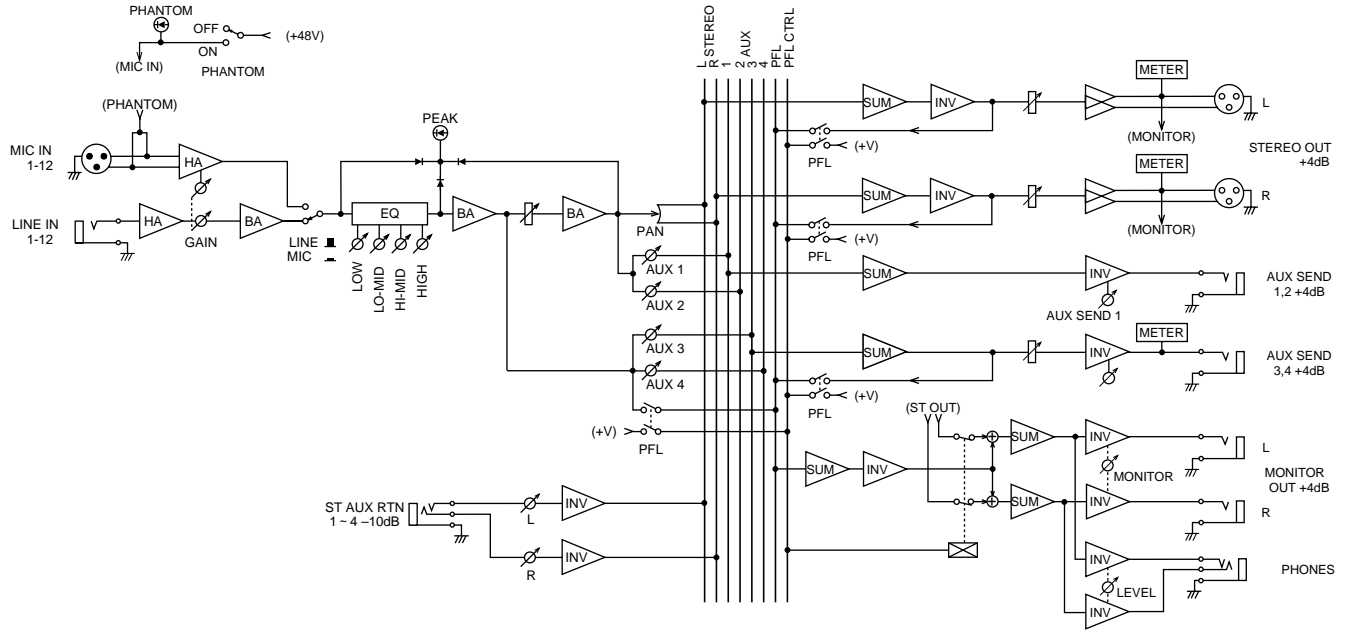 PHANTOM
OFF
(+48V)
ON
(MIC IN)
PHANTOM
(PHANTOM)
MIC IN
1-12
HA
LINE IN
1-12
HA
GAIN
BA
LINE
MIC
PEAK
EQ
LOW
LO-MID
HI-MID
HIGH
BA
BA
PAN
AUX 1
AUX 2
AUX 3
AUX 4
(+V)
PFL
ST AUX RTN
1 ~ 4 –10dB
L
INV
R
INV
L
R STEREO
1
2 AUX
3
4
PFL
PFL CTRL
SUM
INV
METER
L
(MONITOR)
PFL
(+V)
STEREO OUT
+4dB
SUM
INV
METER
R
(MONITOR)
PFL
(+V)
SUM
INV
AUX SEND 1
AUX SEND
1,2 +4dB
SUM
INV
METER
AUX SEND
3,4 +4dB
PFL
(+V)
(ST OUT)
SUM
INV
SUM
INV
L
MONITOR
MONITOR
OUT +4dB
SUM
INV
R
INV
LEVEL
INV
PHONES